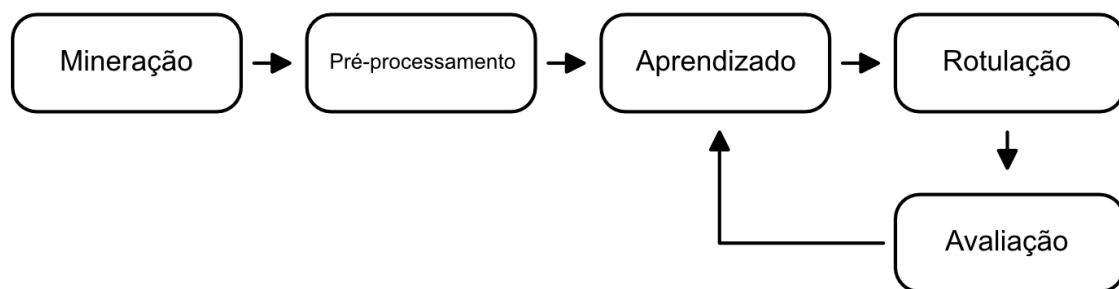 Mineração
Pré-processamento
Aprendizado
Rotulação
Avaliação